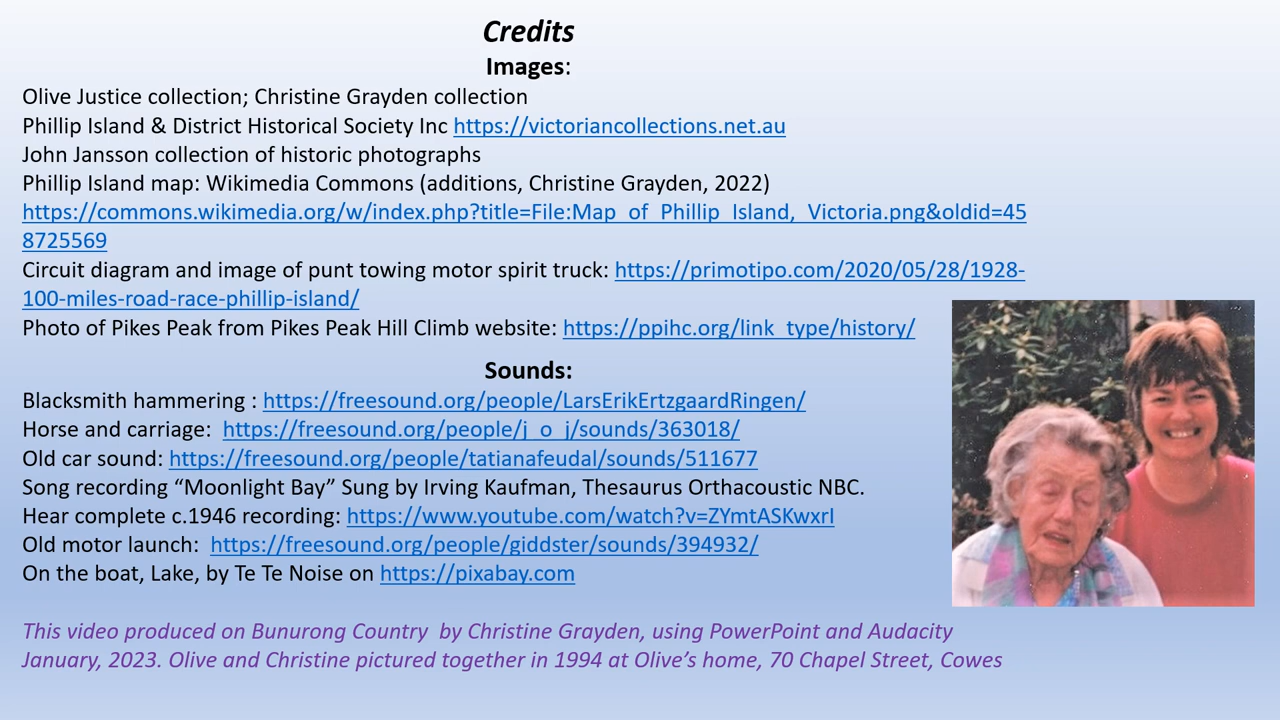 Credits
Images:
Olive Justice collection; Christine Grayden collection
Phillip Island & District Historical Society Inc https://victoriancollections.net.au
John Jansson collection of historic photographs
Phillip Island map: Wikimedia Commons (additions, Christine Grayden, 2022)
https://commons.wikimedia.org/w/index.php?title=File:Map_of_Phillip_Island,_Victoria.png&oldid=45
8725569
Circuit diagram and image of punt towing motor spirit truck: https://primotipo.com/2020/05/28/1928-
100-miles-road-race-phillip-island/
Photo of Pikes Peak from Pikes Peak Hill Climb website: https://ppihc.org/link_type/history/
Sounds:
Blacksmith hammering : https://freesound.org/people/LarsErikErtzgaardRingen/
Horse and carriage:  https://freesound.org/people/j_o_j/sounds/363018/
Old car sound: https://freesound.org/people/tatianafeudal/sounds/511677
Song recording “Moonlight Bay” Sung by Irving Kaufman, Thesaurus Orthacoustic NBC.
Hear complete c.1946 recording: https://www.youtube.com/watch?v=ZYmtASKwxrI
Old motor launch:  https://freesound.org/people/giddster/sounds/394932/
On the boat, Lake, by Te Te Noise on https://pixabay.com
This video produced on Bunurong Country  by Christine Grayden, using PowerPoint and Audacity
January, 2023. Olive and Christine pictured together in 1994 at Olive’s home, 70 Chapel Street, Cowes